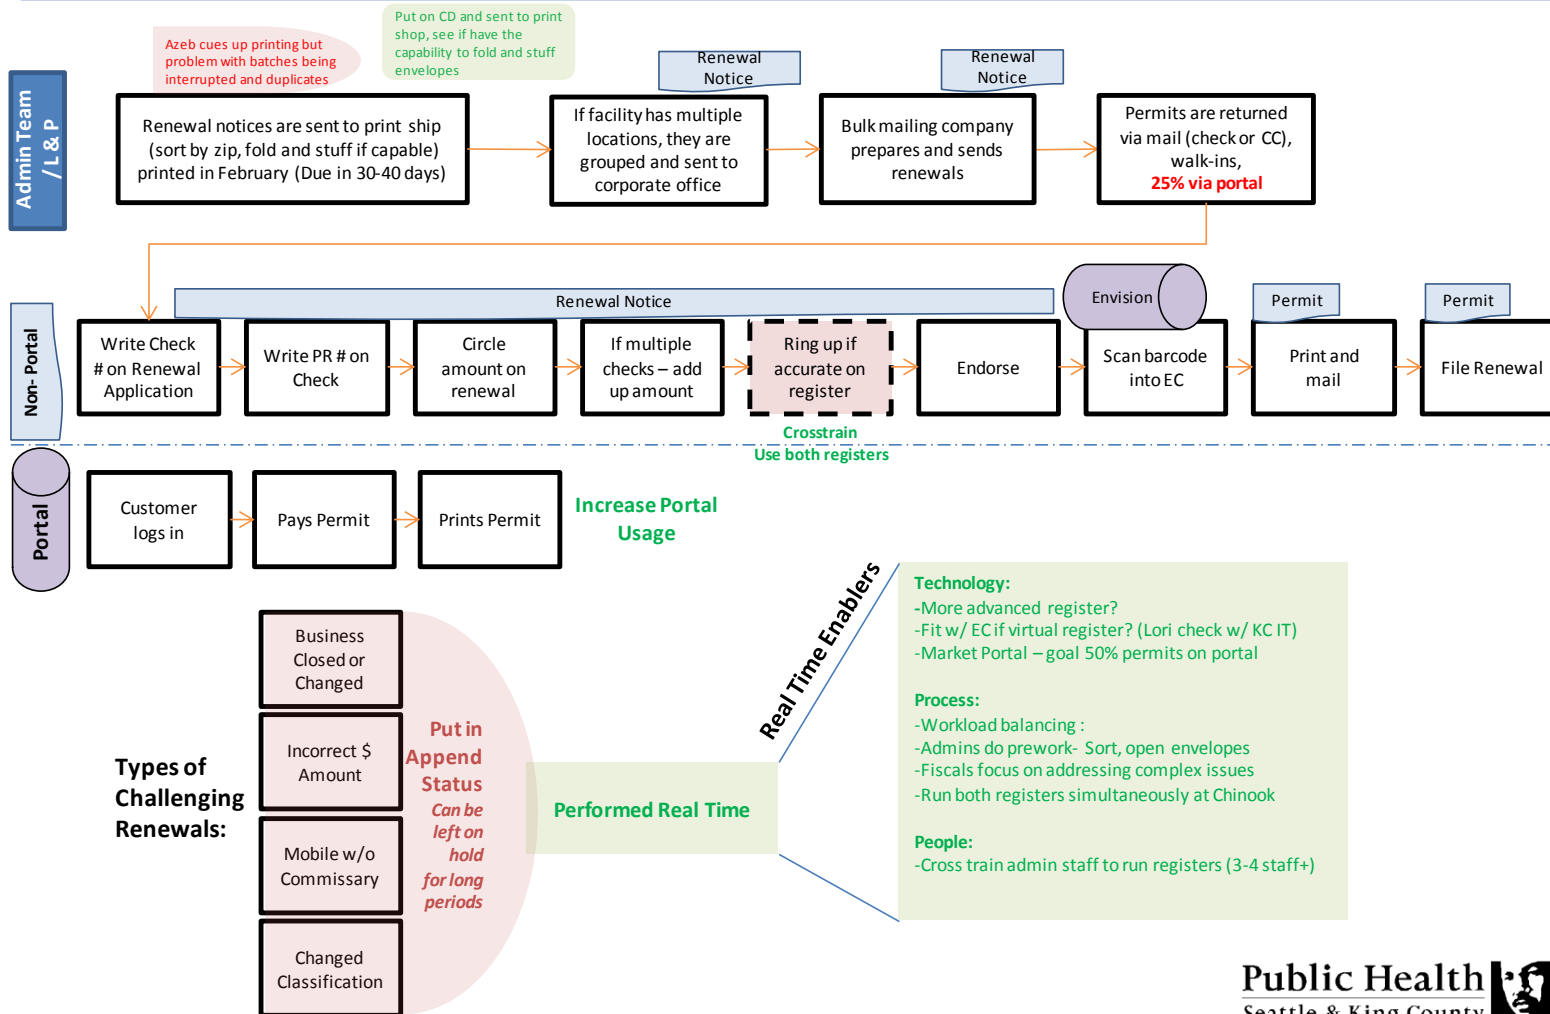 Azeb cues up printing but
problem with batches being
interrupted and duplicates
Put on CD and sent to print
shop, see if have the
capability to fold and stuff
envelopes
Renewal
Notice
Renewal
Notice
Admin Team
/ L & P
Renewal notices are sent to print ship
(sort by zip, fold and stuff if capable)
printed in February (Due in 30-40 days)
If facility has multiple
locations, they are
grouped and sent to
corporate office
Bulk mailing company
prepares and sends
renewals
Permits are returned
via mail (check or CC),
walk-ins,
25% via portal
Renewal Notice
Envision
Permit
Permit
Non- Portal
Write Check
# on Renewal
Application
Write PR # on
Check
Circle
amount on
renewal
If multiple
checks – add
up amount
Ring up if
accurate on
register
Endorse
Scan barcode
into EC
Print and
mail
File Renewal
Crosstrain
Use both registers
Portal
Customer
logs in
Pays Permit
Prints Permit
Increase Portal
Usage
Types of
Challenging
Renewals:
Business
Closed or
Changed
Incorrect $
Amount
Mobile w/o
Commissary
Changed
Classification
Put in
Append
Status
Can be
left on
hold
for long
periods
Performed Real Time
Real Time Enablers
Technology:
-More advanced register?
-Fit w/ EC if virtual register? (Lori check w/ KC IT)
-Market Portal – goal 50% permits on portal
Process:
-Workload balancing :
-Admins do prework- Sort, open envelopes
-Fiscals focus on addressing complex issues
-Run both registers simultaneously at Chinook
People:
-Cross train admin staff to run registers (3-4 staff+)
Public Health
Seattle & King County